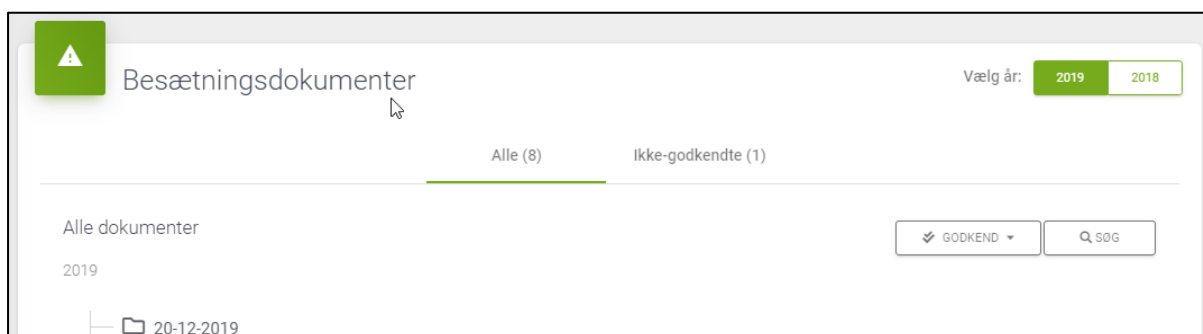 Besætningsdokumenter
Vælg år: 2019 2018
Alle (8) Ikke-godkendte (1)
Alle dokumenter
GODKEND SØG
2019
20-12-2019